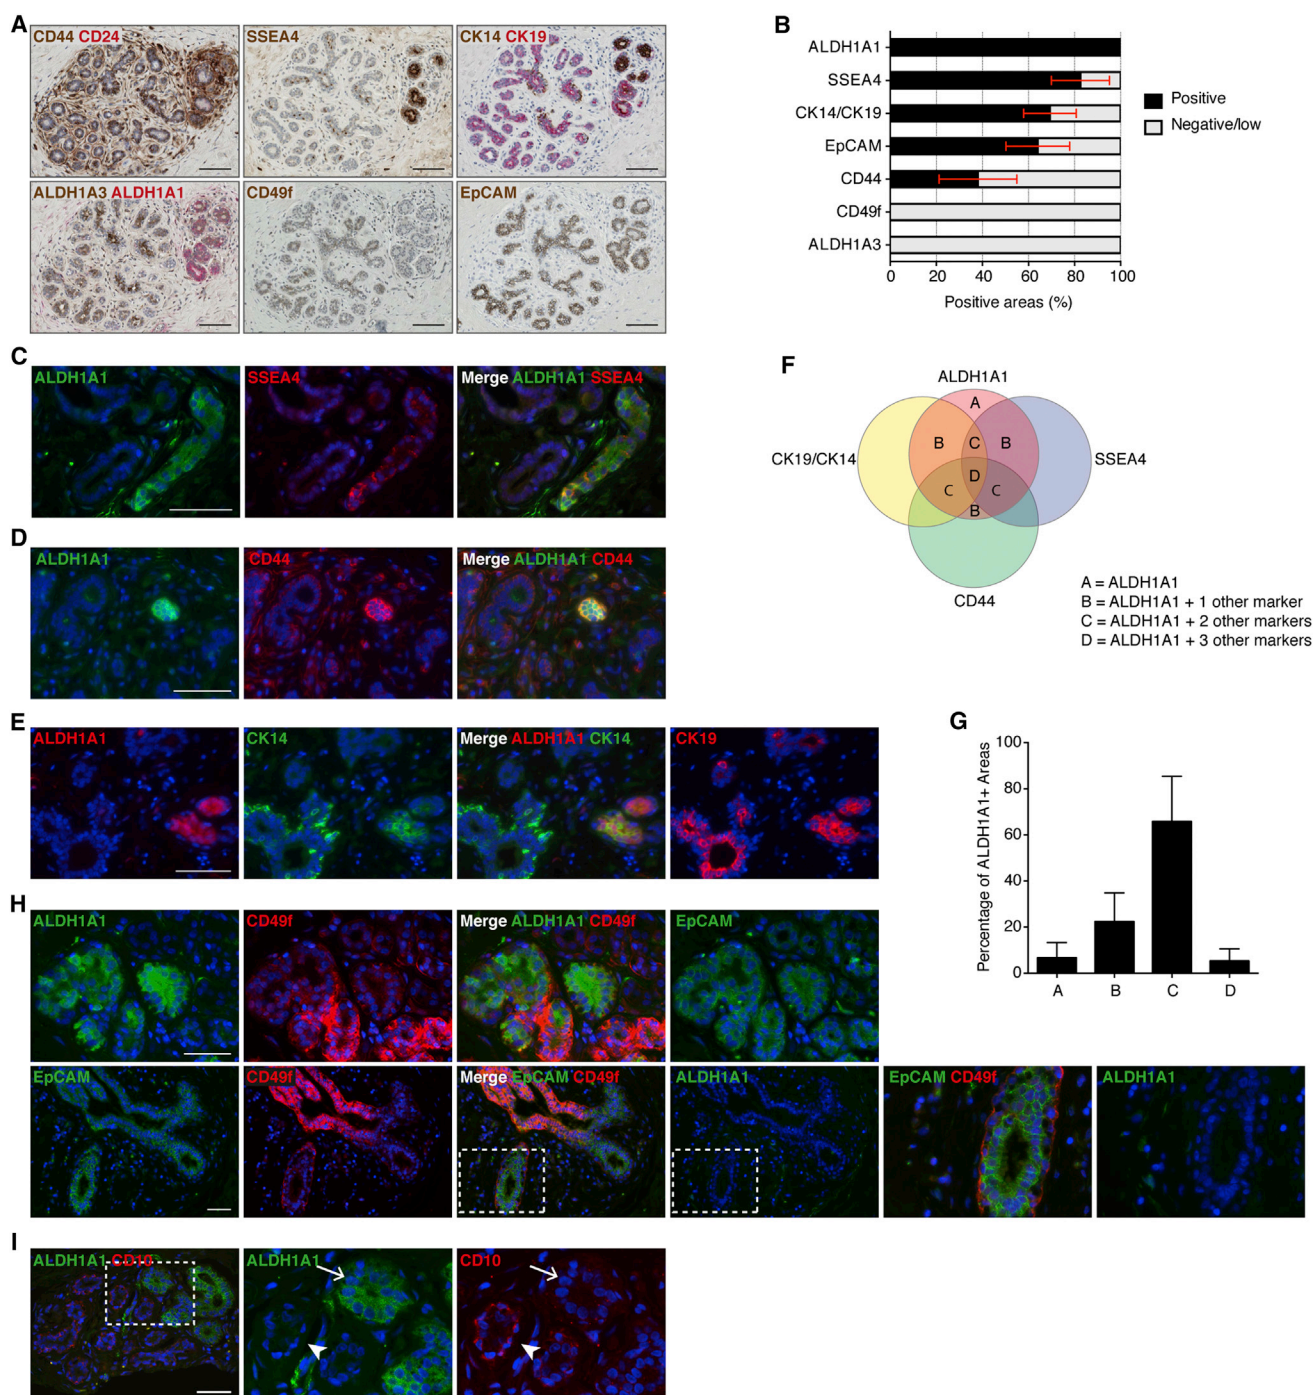 A
CD44 CD24
SSEA4
CK14 CK19
ALDH1A3 ALDH1A1
CD49f
EpCAM
B
ALDH1A1
SSEA4
CK14/CK19
EpCAM
CD44
CD49f
ALDH1A3
0 20 40 60 80 100
Positive areas (%)
Positive
Negative/low
C
ALDH1A1
SSEA4
Merge ALDH1A1 SSEA4
D
ALDH1A1
CD44
Merge ALDH1A1 CD44
E
ALDH1A1
CK14
Merge ALDH1A1 CK14
CK19
F
ALDH1A1
A
B C B
CK19/CK14
SSEA4
D
C C
B
CD44
A = ALDH1A1
B = ALDH1A1 + 1 other marker
C = ALDH1A1 + 2 other markers
D = ALDH1A1 + 3 other markers
G
Percentage of ALDH1A1+ Areas
100
80
60
40
20
0
A B C D
H
ALDH1A1
CD49f
Merge ALDH1A1 CD49f
EpCAM
EpCAM
CD49f
Merge EpCAM CD49f
ALDH1A1
EpCAM CD49f
ALDH1A1
I
ALDH1A1 CD10
ALDH1A1
CD10